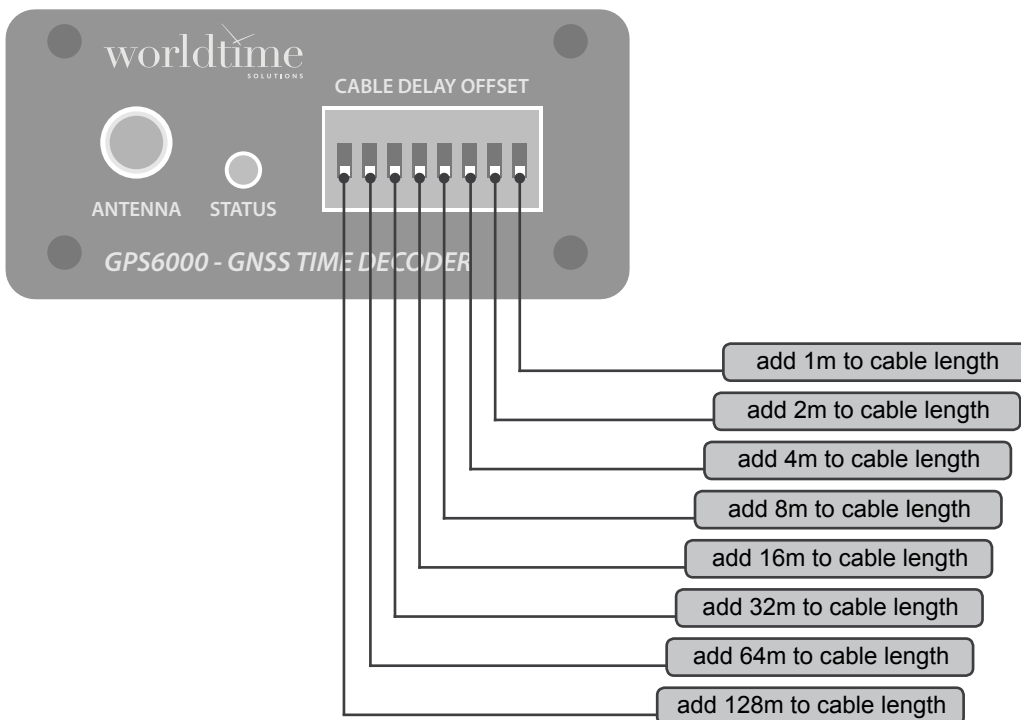 worldtime
SOLUTIONS
CABLE DELAY OFFSET
ANTENNA
STATUS
GPS6000 - GNSS TIME DECODER
add 1m to cable length
add 2m to cable length
add 4m to cable length
add 8m to cable length
add 16m to cable length
add 32m to cable length
add 64m to cable length
add 128m to cable length